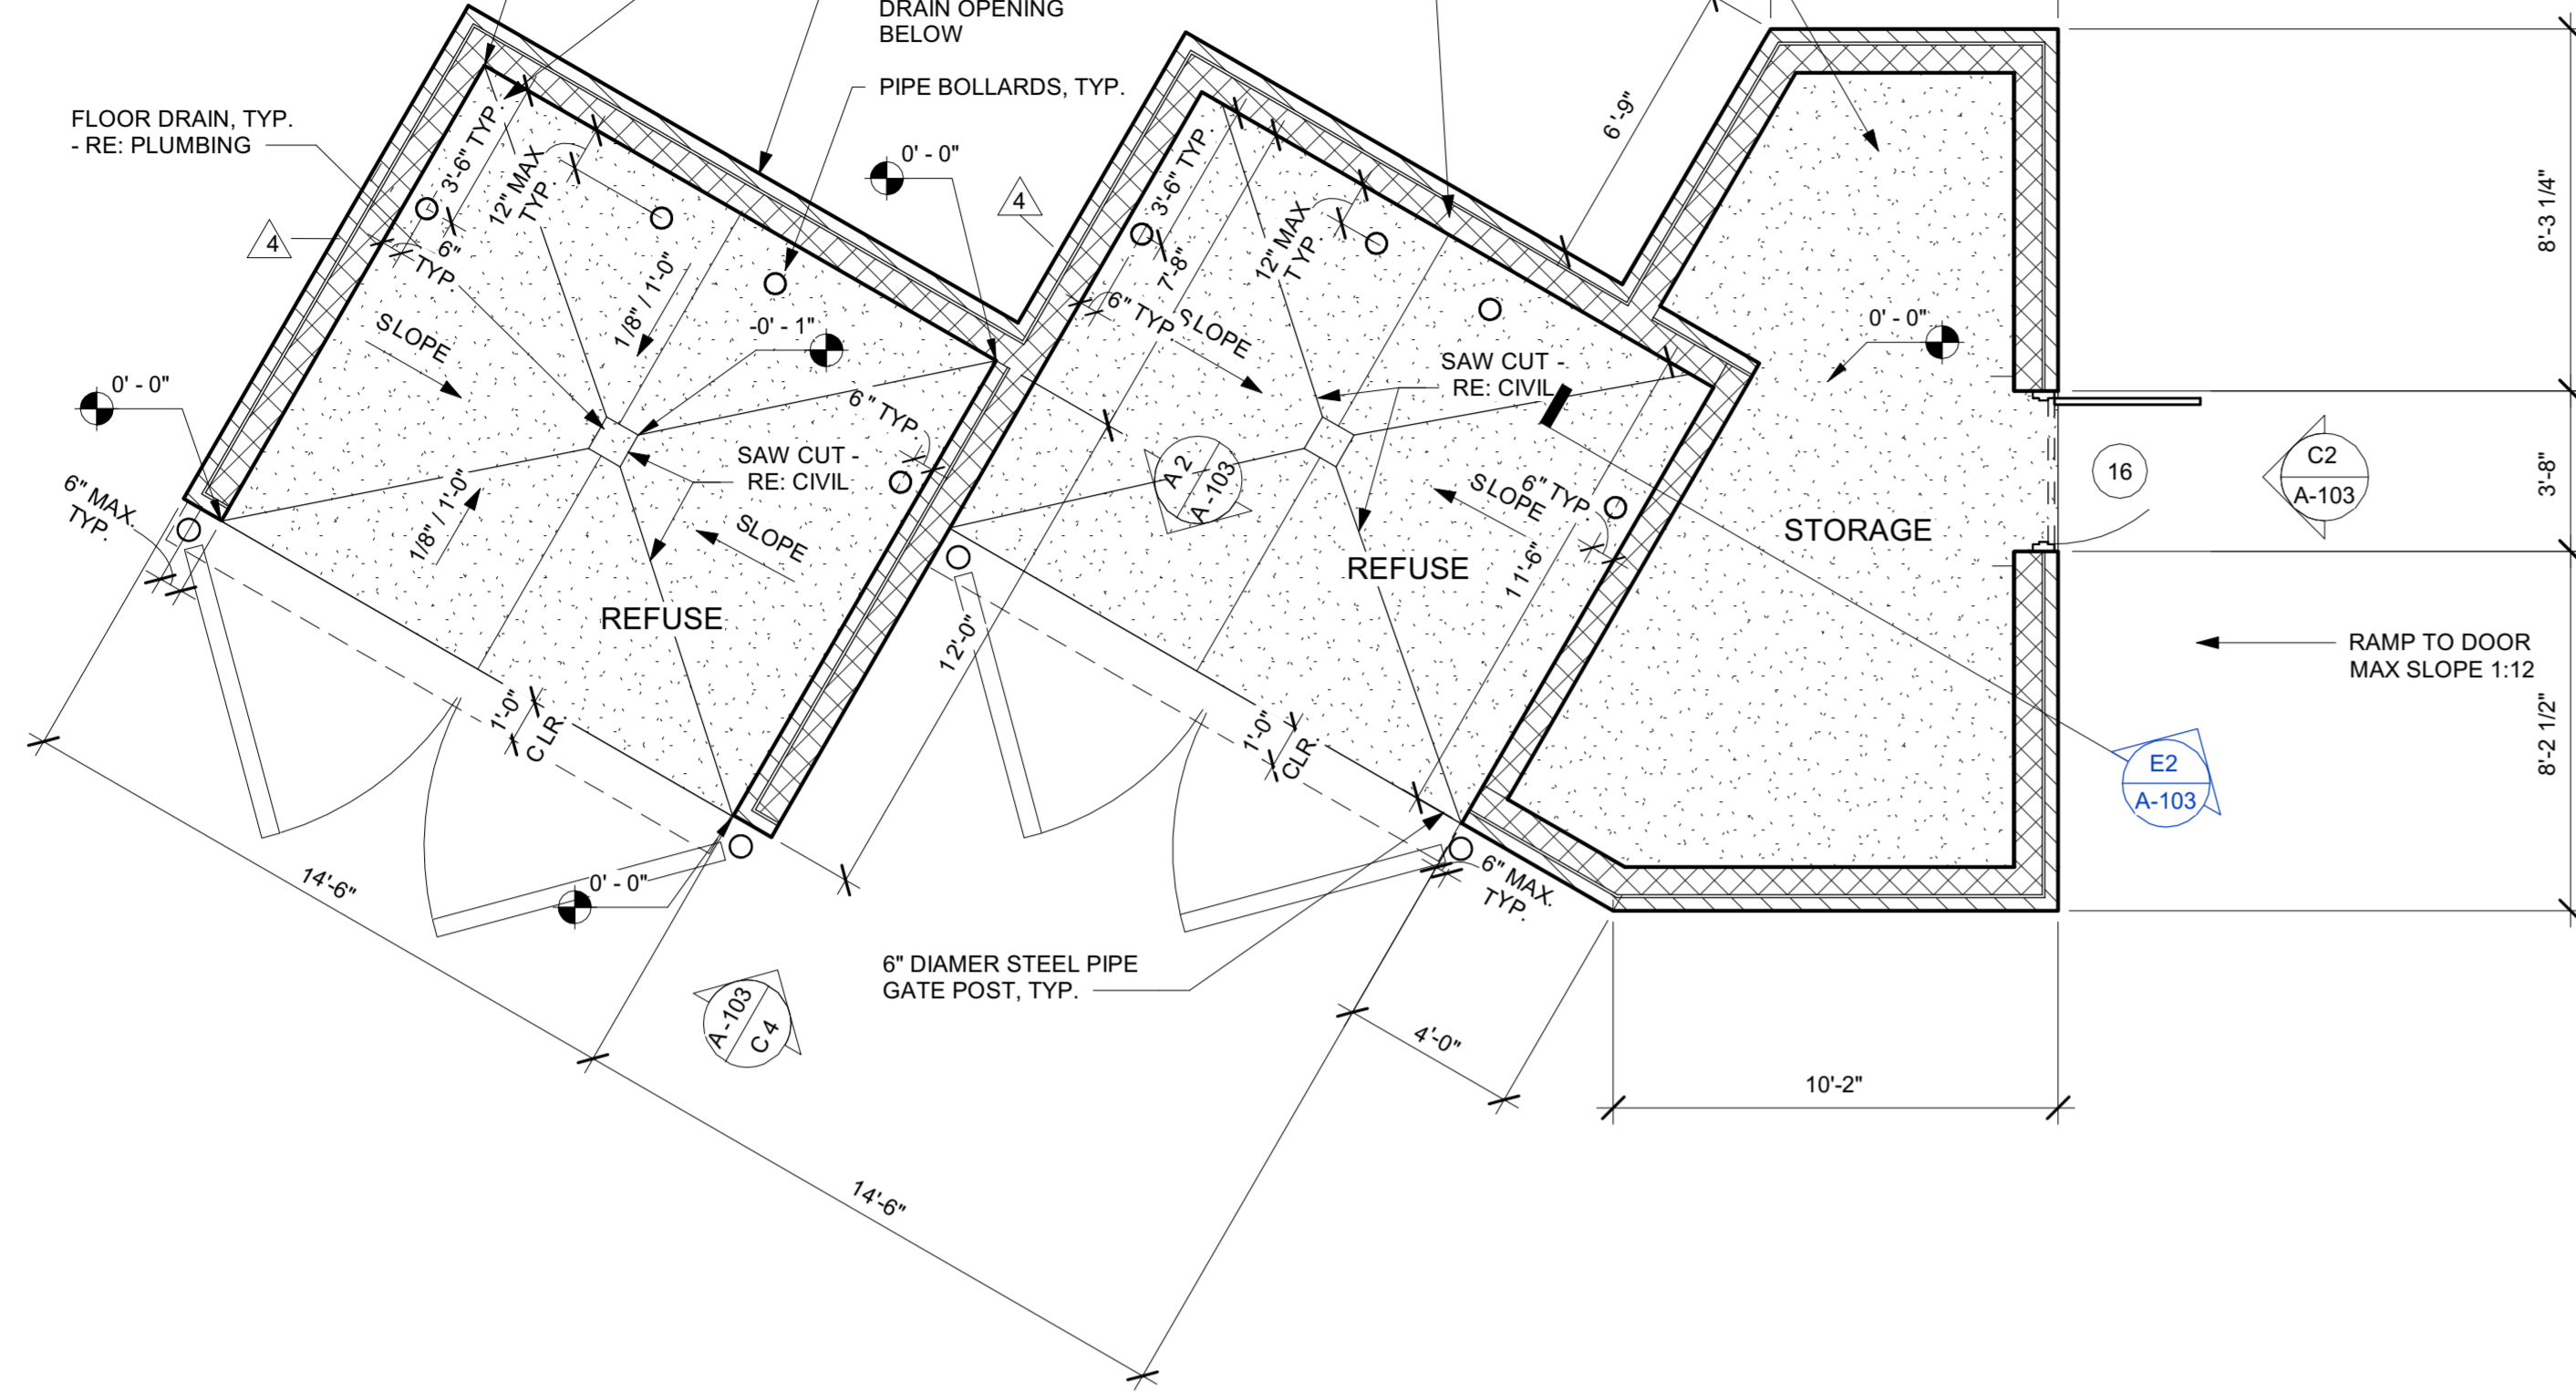 DRAIN OPENING
BELOW
PIPE BOLLARDS, TYP.
FLOOR DRAIN, TYP.
- RE: PLUMBING
4
3'-6" TYP.
12" MAX
TYP.
6"
TYP.
1/8" / 1'-0"
SLOPE
0' - 0"
4
-0' - 1"
0' - 0"
6" MAX.
TYP.
1/8" / 1'-0"
SAW CUT -
RE: CIVIL
6" TYP.
SLOPE
REFUSE
1'-0"
CLR.
0' - 0"
14'-6"
3'-6" TYP.
7'-8"
12" MAX
TYP.
6" TYP.
SLOPE
SAW CUT -
RE: CIVIL
A2
A-103
6" TYP.
SLOPE
11'-6"
REFUSE
12'-0"
1'-0"
CLR.
6" MAX.
TYP.
6" DIAMER STEEL PIPE
GATE POST, TYP.
A-103
C4
14'-6"
4'-0"
10'-2"
6'-9"
0' - 0"
STORAGE
16
C2
A-103
8'-3 1/4"
3'-8"
8'-2 1/2"
RAMP TO DOOR
MAX SLOPE 1:12
E2
A-103